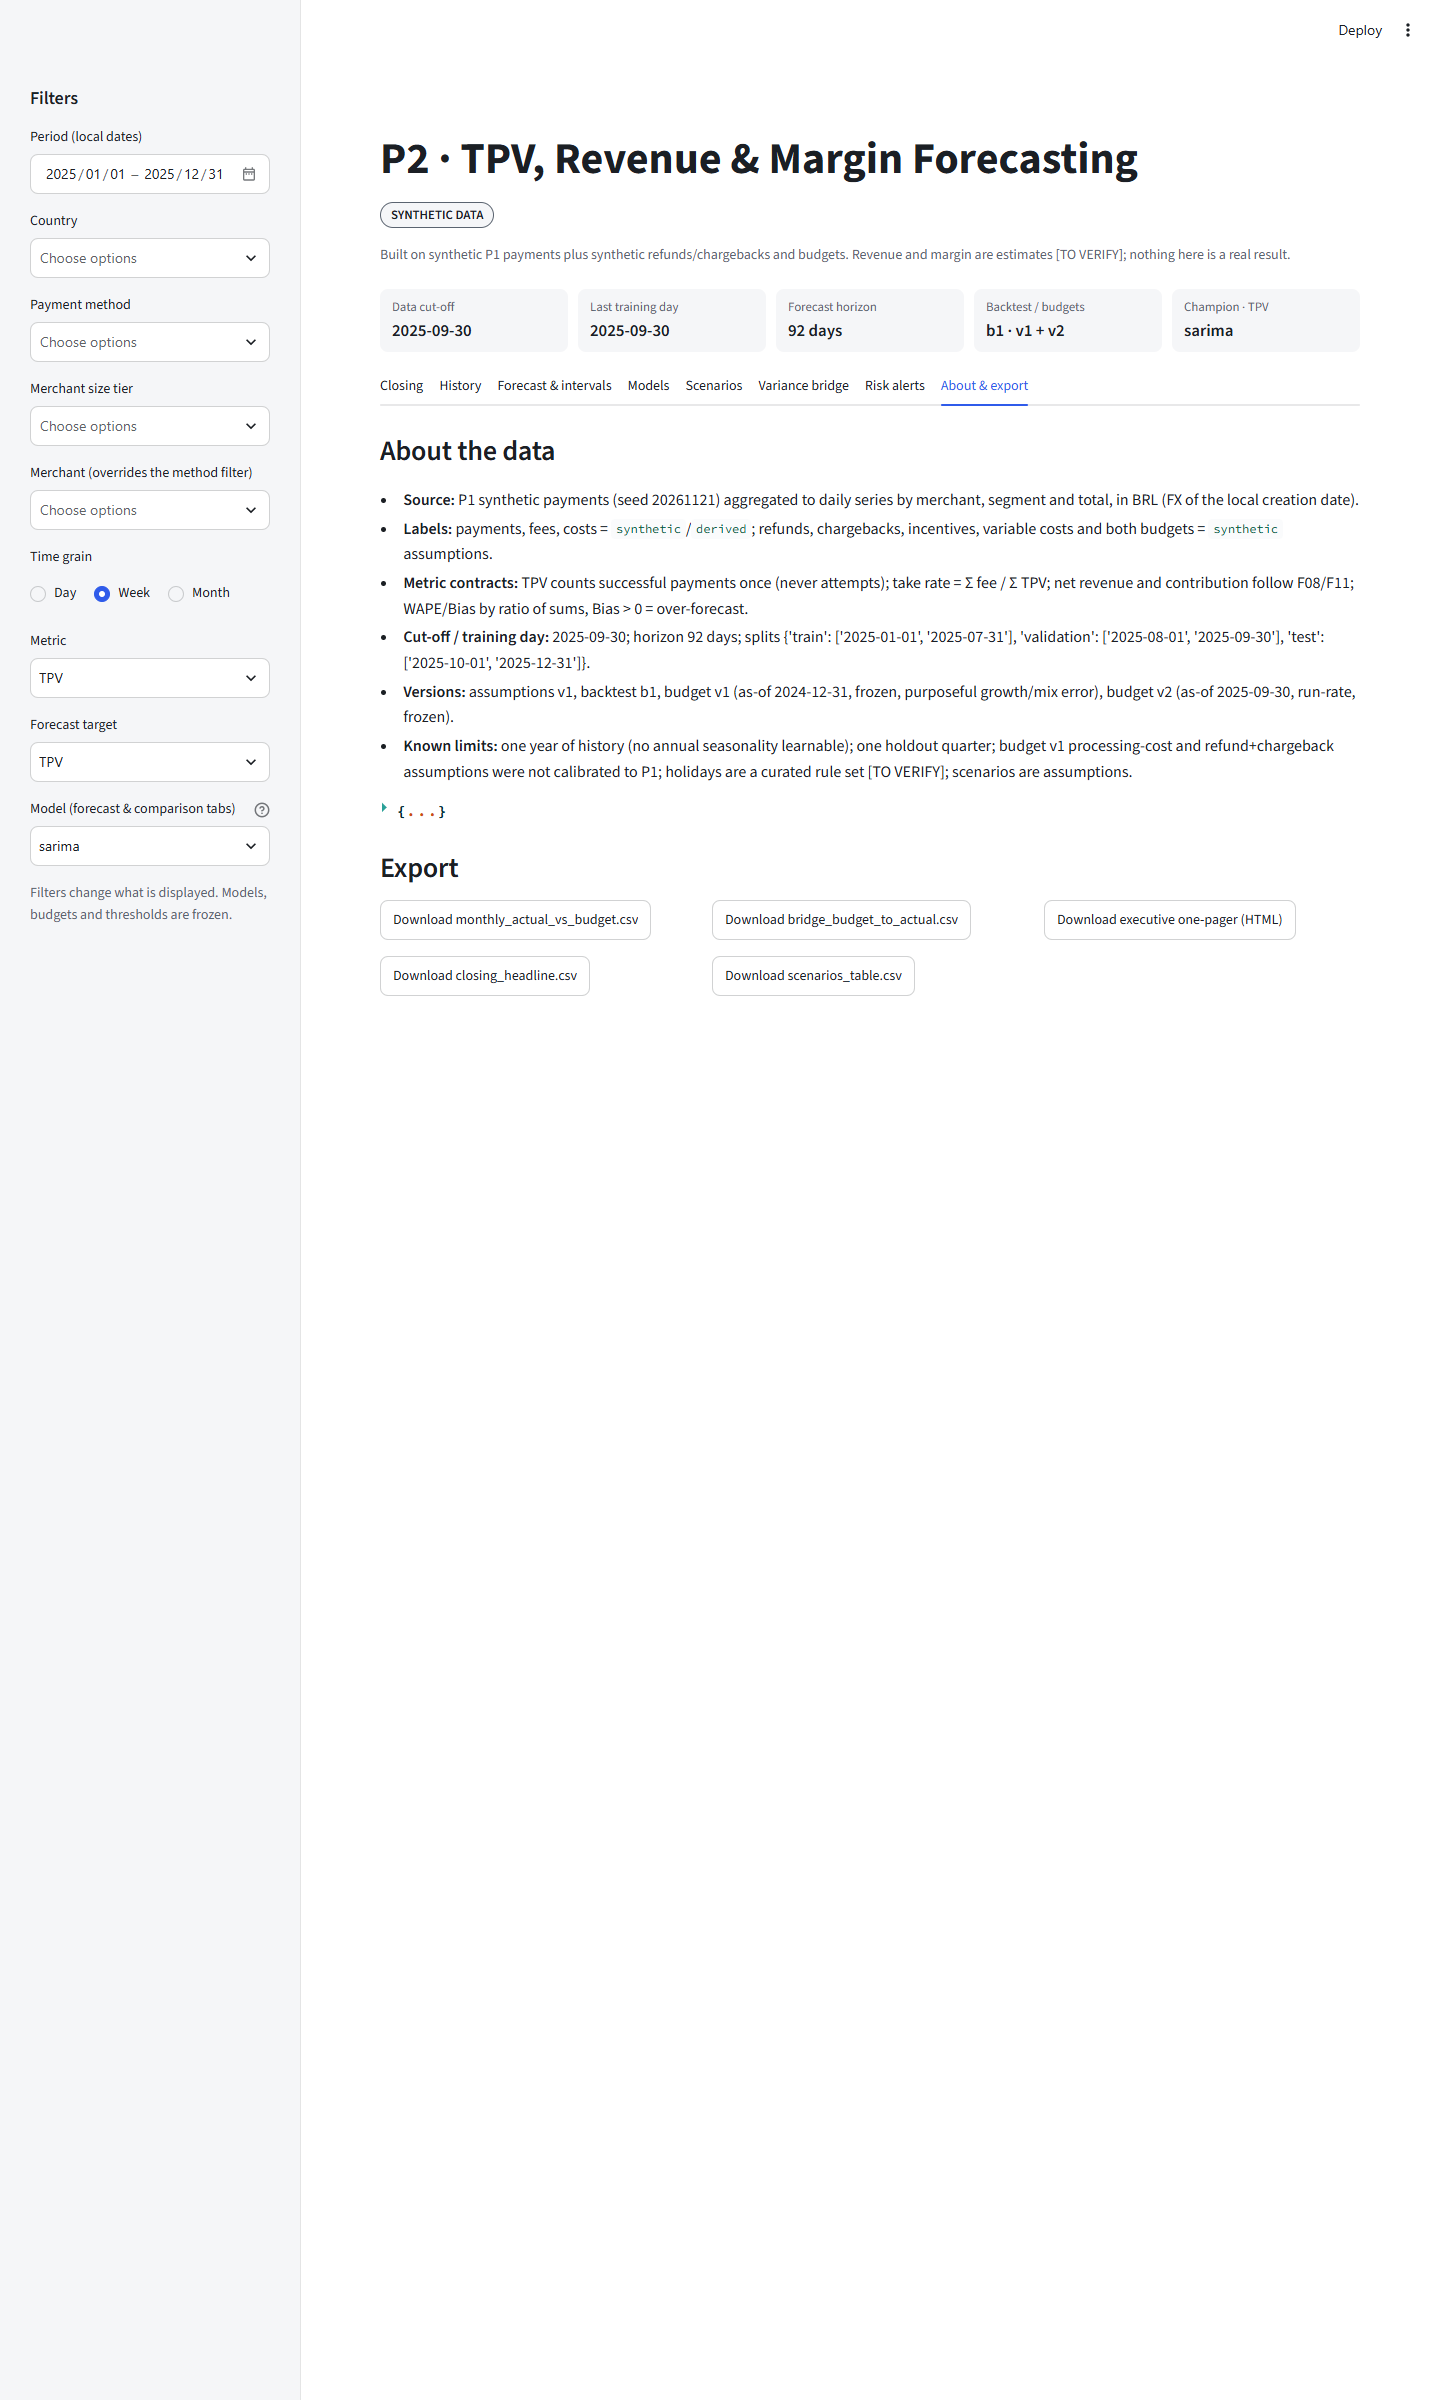 Deploy
Filters
Period (local dates)
2025/01/01 – 2025/12/31
Country
Choose options
Payment method
Choose options
Merchant size tier
Choose options
Merchant (overrides the method filter)
Choose options
Time grain
Day Week Month
Metric
TPV
Forecast target
TPV
Model (forecast & comparison tabs)
sarima
Filters change what is displayed. Models,
budgets and thresholds are frozen.
P2 · TPV, Revenue & Margin Forecasting
SYNTHETIC DATA
Built on synthetic P1 payments plus synthetic refunds/chargebacks and budgets. Revenue and margin are estimates [TO VERIFY]; nothing here is a real result.
Data cut-off
2025-09-30
Last training day
2025-09-30
Forecast horizon
92 days
Backtest / budgets
b1 · v1 + v2
Champion · TPV
sarima
Closing History Forecast & intervals Models Scenarios Variance bridge Risk alerts About & export
About the data
• Source: P1 synthetic payments (seed 20261121) aggregated to daily series by merchant, segment and total, in BRL (FX of the local creation date).
• Labels: payments, fees, costs = synthetic / derived ; refunds, chargebacks, incentives, variable costs and both budgets = synthetic
assumptions.
• Metric contracts: TPV counts successful payments once (never attempts); take rate = Σ fee / Σ TPV; net revenue and contribution follow F08/F11;
WAPE/Bias by ratio of sums, Bias > 0 = over-forecast.
• Cut-off / training day: 2025-09-30; horizon 92 days; splits {'train': ['2025-01-01', '2025-07-31'], 'validation': ['2025-08-01', '2025-09-30'], 'test':
['2025-10-01', '2025-12-31']}.
• Versions: assumptions v1, backtest b1, budget v1 (as-of 2024-12-31, frozen, purposeful growth/mix error), budget v2 (as-of 2025-09-30, run-rate,
frozen).
• Known limits: one year of history (no annual seasonality learnable); one holdout quarter; budget v1 processing-cost and refund+chargeback
assumptions were not calibrated to P1; holidays are a curated rule set [TO VERIFY]; scenarios are assumptions.
{...}
Export
Download monthly_actual_vs_budget.csv
Download bridge_budget_to_actual.csv
Download executive one-pager (HTML)
Download closing_headline.csv
Download scenarios_table.csv